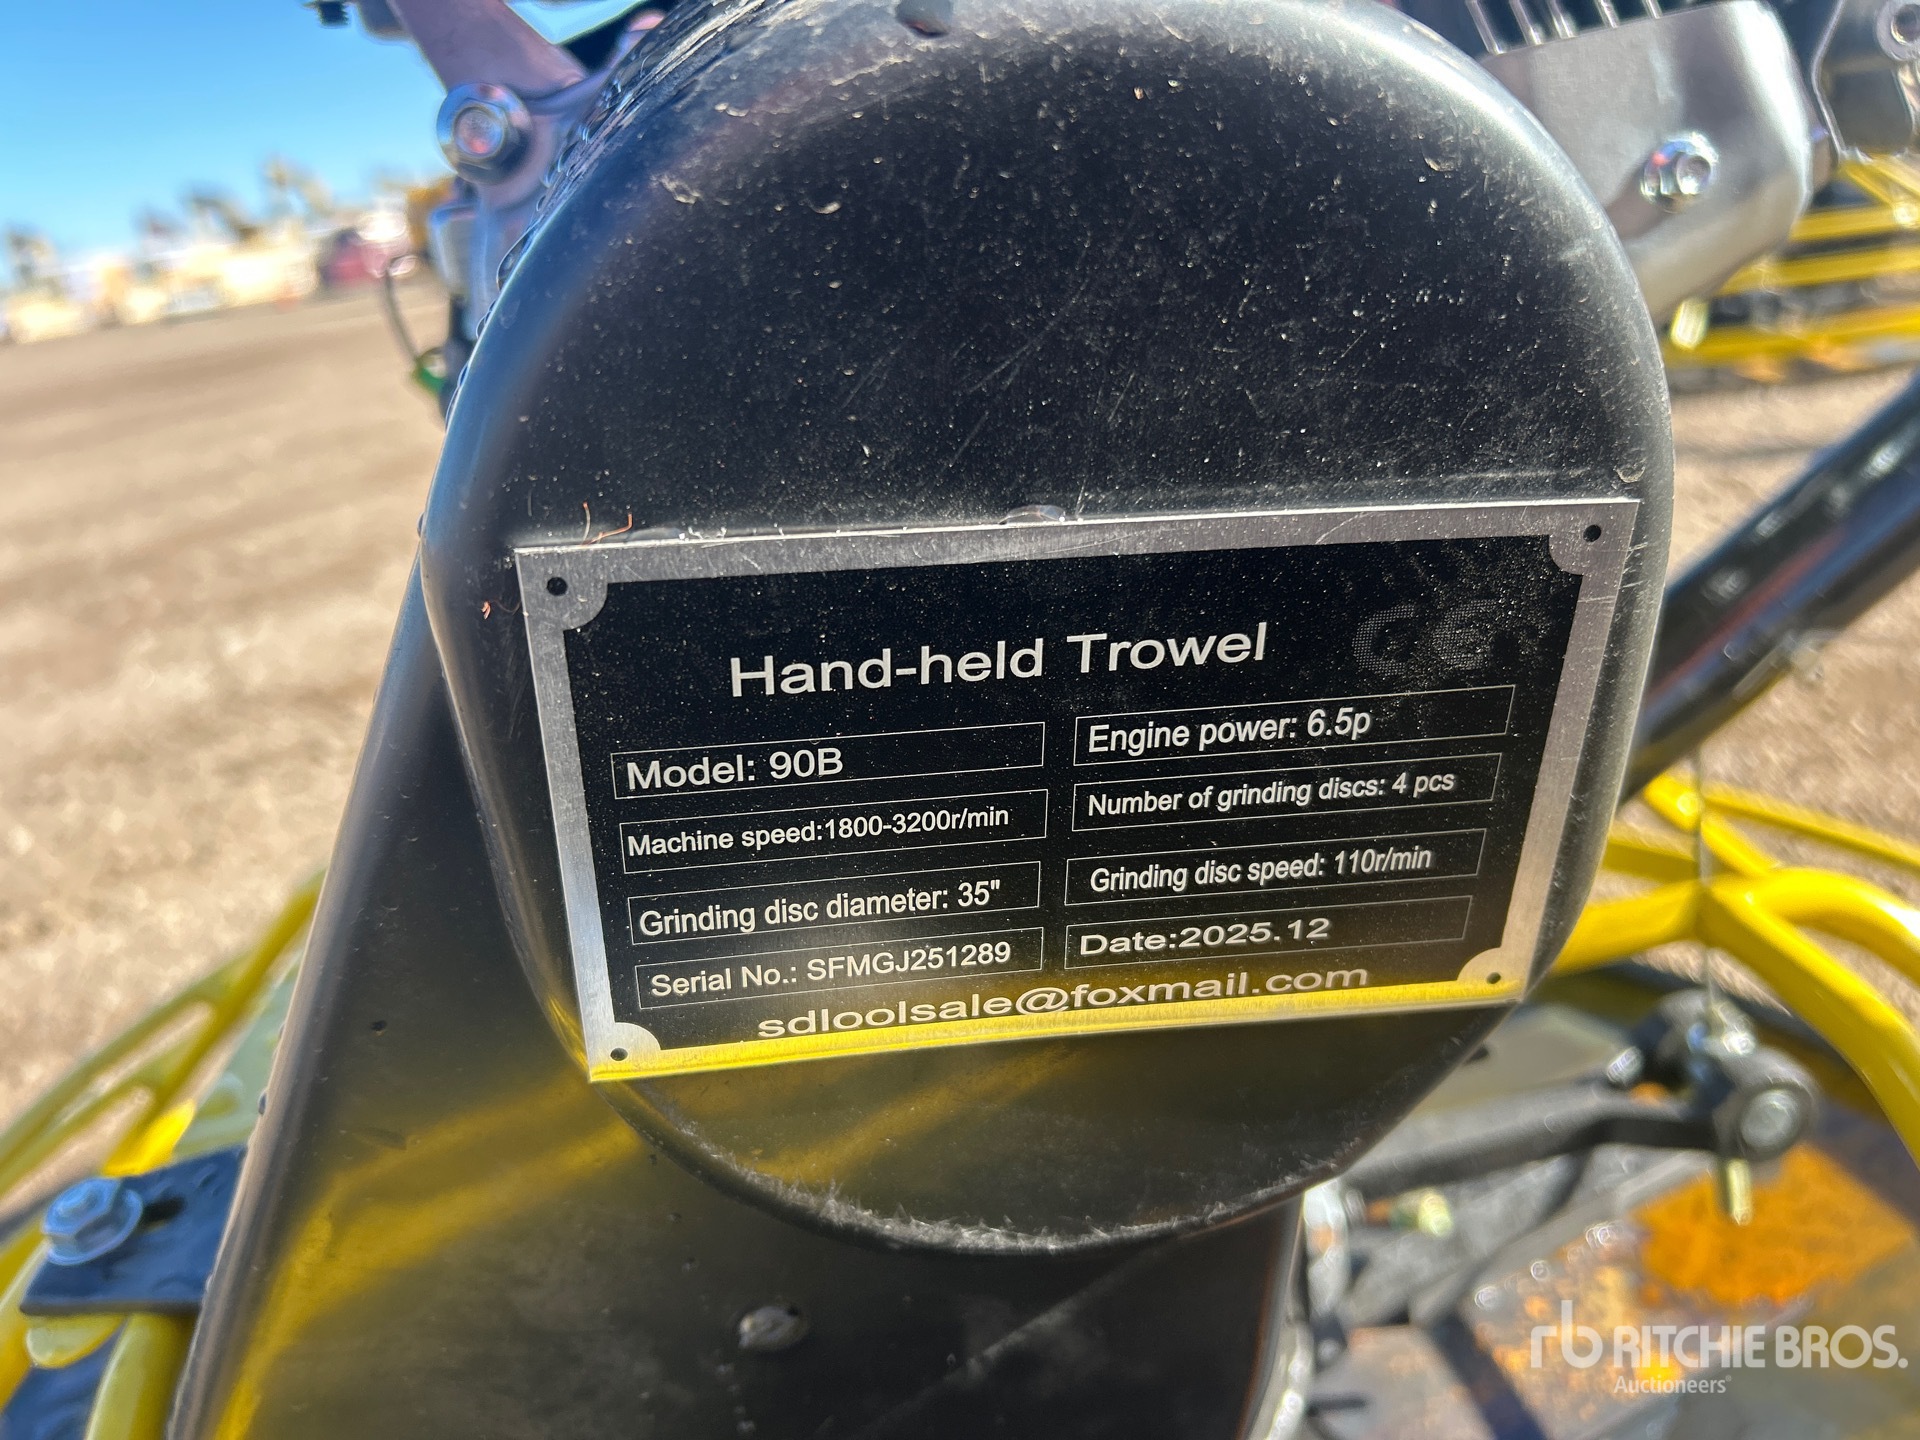 Hand-held Trowel
CE
Model: 90B
Engine power: 6.5p
Machine speed:1800-3200r/min
Number of grinding discs: 4 pcs
Grinding disc diameter: 35"
Grinding disc speed: 110r/min
Serial No.: SFMGJ251289
Date:2025.12
sdloolsale@foxmail.com
rb RITCHIE BROS.
Auctioneers